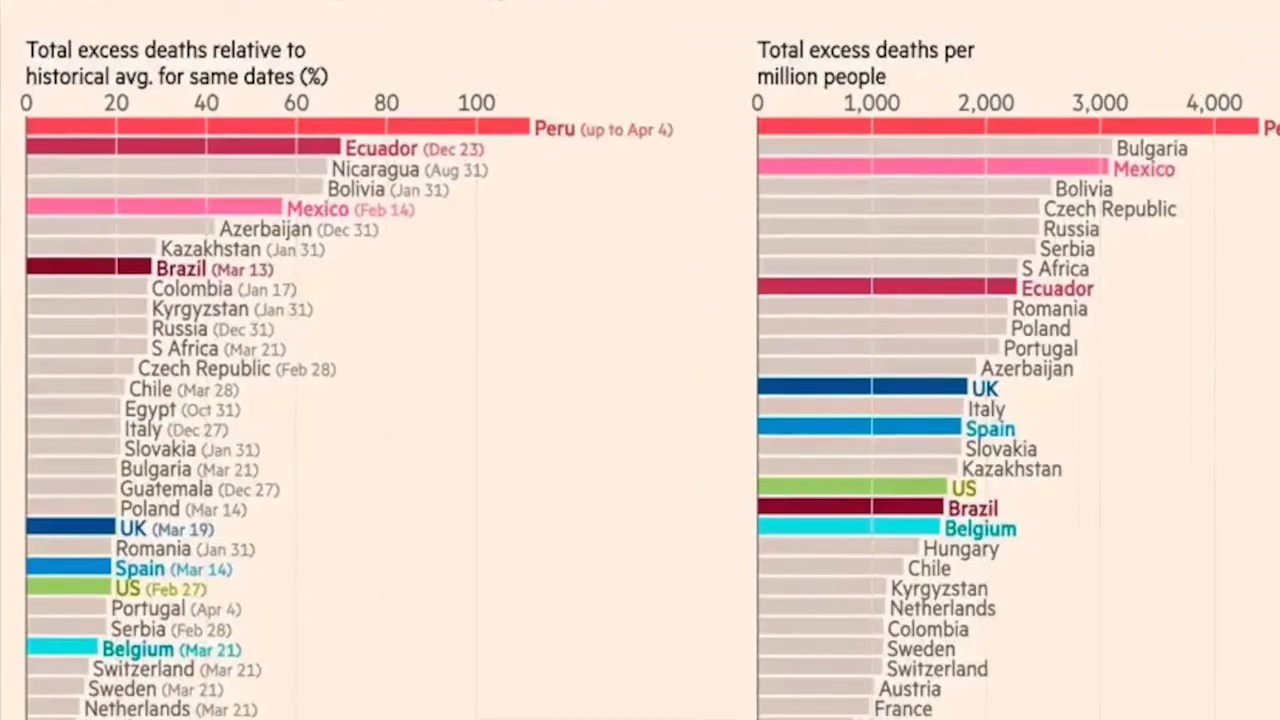 Total excess deaths relative to
historical avg. for same dates (%)
0 20 40 60 80 100
Peru (up to Apr 4)
Ecuador (Dec 23)
Nicaragua (Aug 31)
Bolivia (Jan 31)
Mexico (Feb 14)
Azerbaijan (Dec 31)
Kazakhstan (Jan 31)
Brazil (Mar 13)
Colombia (Jan 17)
Kyrgyzstan (Jan 31)
Russia (Dec 31)
S Africa (Mar 21)
Czech Republic (Feb 28)
Chile (Mar 28)
Egypt (Oct 31)
Italy (Dec 27)
Slovakia (Jan 31)
Bulgaria (Mar 21)
Guatemala (Dec 27)
Poland (Mar 14)
UK (Mar 19)
Romania (Jan 31)
Spain (Mar 14)
US (Feb 27)
Portugal (Apr 4)
Serbia (Feb 28)
Belgium (Mar 21)
Switzerland (Mar 21)
Sweden (Mar 21)
Netherlands (Mar 21)
Total excess deaths per
million people
0 1,000 2,000 3,000 4,000
Pe
Bulgaria
Mexico
Bolivia
Czech Republic
Russia
Serbia
S Africa
Ecuador
Romania
Poland
Portugal
Azerbaijan
UK
Italy
Spain
Slovakia
Kazakhstan
US
Brazil
Belgium
Hungary
Chile
Kyrgyzstan
Netherlands
Colombia
Sweden
Switzerland
Austria
France